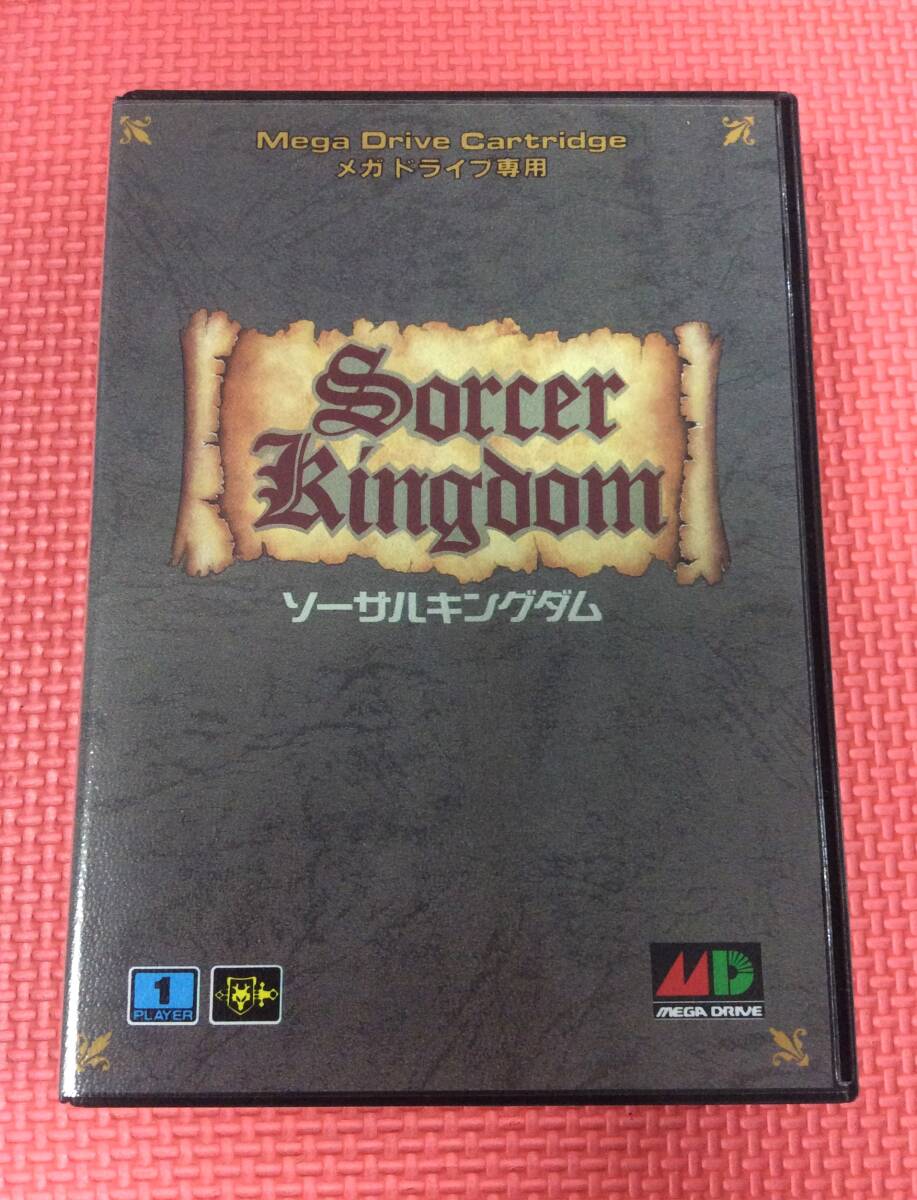 Mega Drive Cartridge
メガドライブ専用
Sorcer
Kingdom
ソーサルキングダム
1
PLAYER
MD
MEGA DRIVE